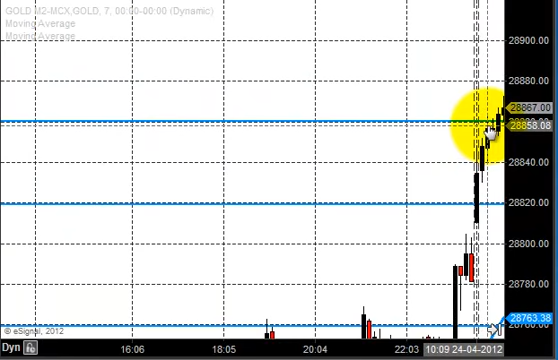 GOLD M2-MCX,GOLD, 7, 00:00-00:00 (Dynamic)
Moving Average
Moving Average
28900.00
28880.00
28867.00
28858.08
28840.00
28820.00
28800.00
28780.00
28763.38
© eSignal, 2012
Dyn
16:06
18:05
20:04
22:03
10:09 24-04-2012